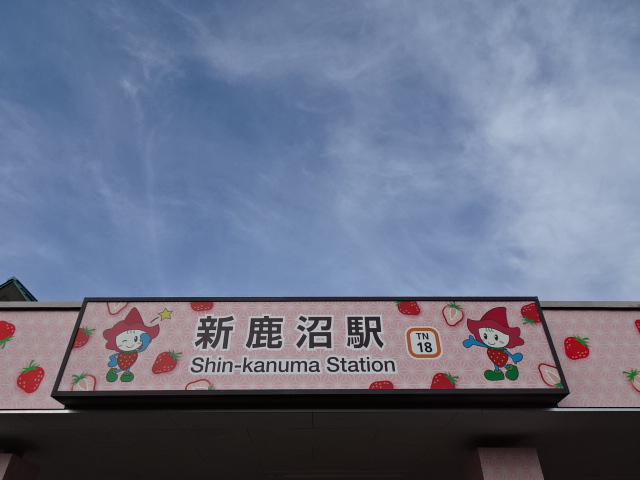 新鹿沼駅
Shin-kanuma Station
TN
18